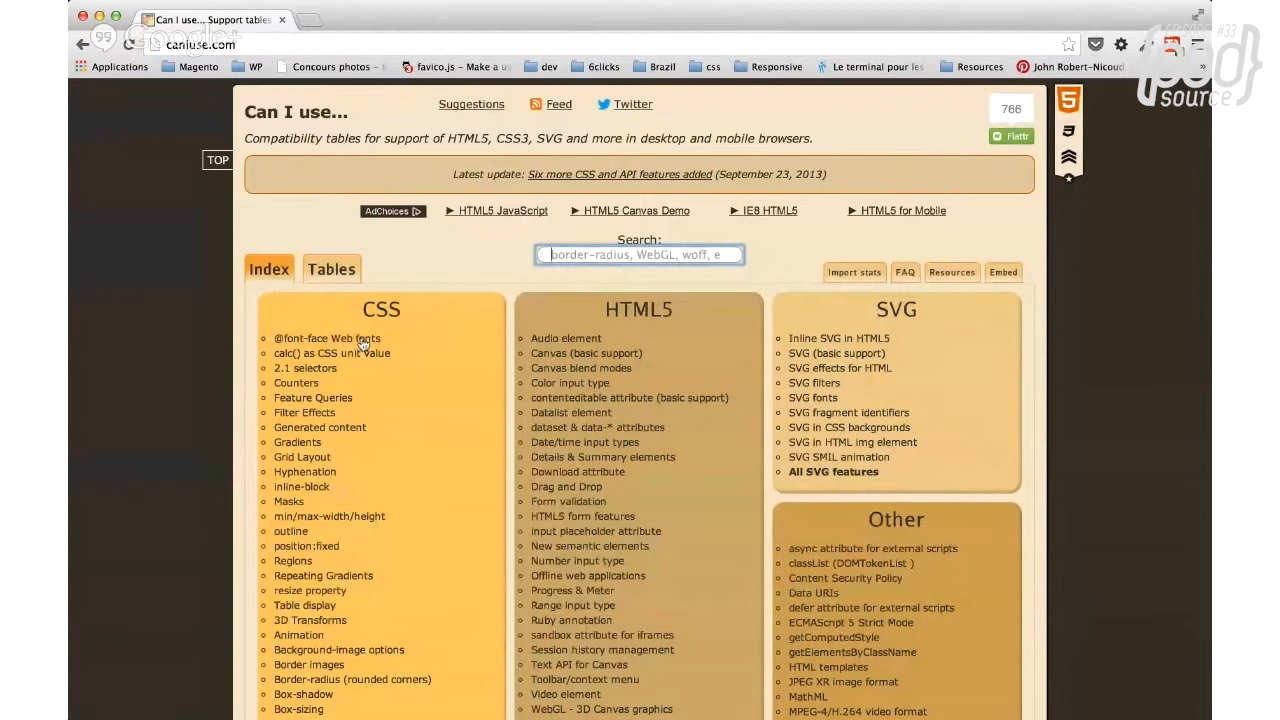 Can I use... Support tables
EPISODE #33
Google+
caniuse.com
{pod}
source
Applications Magento WP Concours photos - favico.js – Make a dev 6clicks Brazil css Responsive Le terminal pour les Resources John Robert-Nicoud »
Can I use...
Suggestions Feed Twitter
766
Flattr
Compatibility tables for support of HTML5, CSS3, SVG and more in desktop and mobile browsers.
TOP
Latest update: Six more CSS and API features added (September 23, 2013)
AdChoices ► HTML5 JavaScript ► HTML5 Canvas Demo ► IE8 HTML5 ► HTML5 for Mobile
Search:
border-radius, WebGL, woff, e
Index Tables
Import stats FAQ Resources Embed
CSS
@font-face Web fonts
calc() as CSS unit value
2.1 selectors
Counters
Feature Queries
Filter Effects
Generated content
Gradients
Grid Layout
Hyphenation
inline-block
Masks
min/max-width/height
outline
position:fixed
Regions
Repeating Gradients
resize property
Table display
3D Transforms
Animation
Background-image options
Border images
Border-radius (rounded corners)
Box-shadow
Box-sizing
HTML5
Audio element
Canvas (basic support)
Canvas blend modes
Color input type
contenteditable attribute (basic support)
Datalist element
dataset & data-* attributes
Date/time input types
Details & Summary elements
Download attribute
Drag and Drop
Form validation
HTML5 form features
input placeholder attribute
New semantic elements
Number input type
Offline web applications
Progress & Meter
Range input type
Ruby annotation
sandbox attribute for iframes
Session history management
Text API for Canvas
Toolbar/context menu
Video element
WebGL - 3D Canvas graphics
SVG
Inline SVG in HTML5
SVG (basic support)
SVG effects for HTML
SVG filters
SVG fonts
SVG fragment identifiers
SVG in CSS backgrounds
SVG in HTML img element
SVG SMIL animation
All SVG features
Other
async attribute for external scripts
classList (DOMTokenList )
Content Security Policy
Data URIs
defer attribute for external scripts
ECMAScript 5 Strict Mode
getComputedStyle
getElementsByClassName
HTML templates
JPEG XR image format
MathML
MPEG-4/H.264 video format